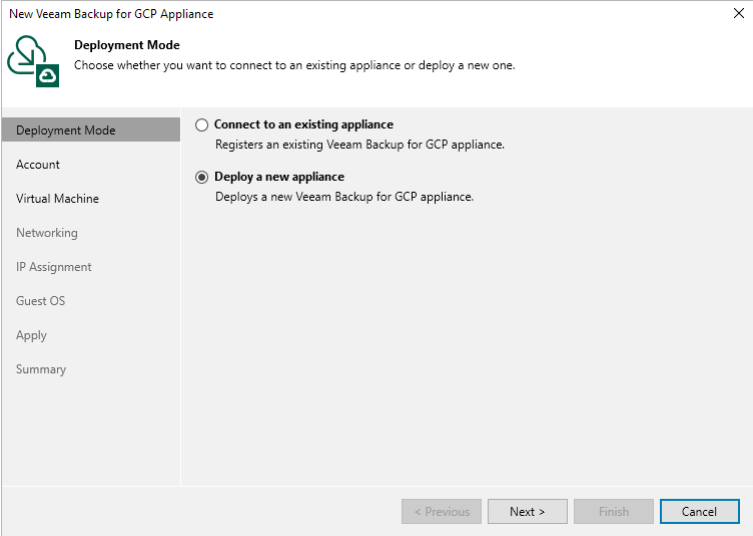 New Veeam Backup for GCP Appliance
Deployment Mode
Choose whether you want to connect to an existing appliance or deploy a new one.
Deployment Mode
Account
Virtual Machine
Networking
IP Assignment
Guest OS
Apply
Summary
Connect to an existing appliance
Registers an existing Veeam Backup for GCP appliance.
Deploy a new appliance
Deploys a new Veeam Backup for GCP appliance.
< Previous
Next >
Finish
Cancel